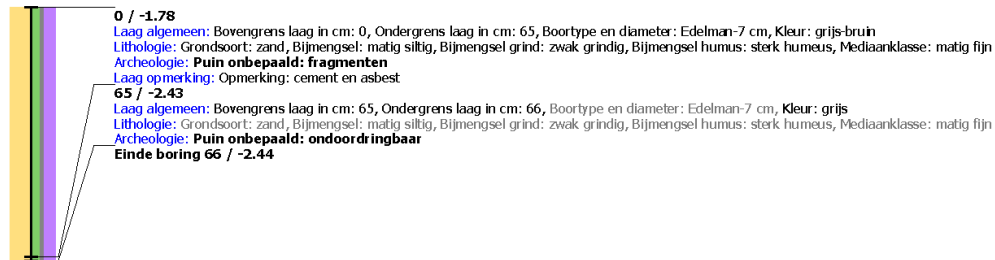 0 / -1.78
Laag algemeen: Bovengrens laag in cm: 0, Ondergrens laag in cm: 65, Boortype en diameter: Edelman-7 cm, Kleur: grijs-bruin
Lithologie: Grondsoort: zand, Bijmengsel: matig siltig, Bijmengsel grind: zwak grindig, Bijmengsel humus: sterk humeus, Mediaanklasse: matig fijn
Archeologie: Puin onbepaald: fragmenten
Laag opmerking: Opmerking: cement en asbest
65 / -2.43
Laag algemeen: Bovengrens laag in cm: 65, Ondergrens laag in cm: 66, Boortype en diameter: Edelman-7 cm, Kleur: grijs
Lithologie: Grondsoort: zand, Bijmengsel: matig siltig, Bijmengsel grind: zwak grindig, Bijmengsel humus: sterk humeus, Mediaanklasse: matig fijn
Archeologie: Puin onbepaald: ondoordringbaar
Einde boring 66 / -2.44